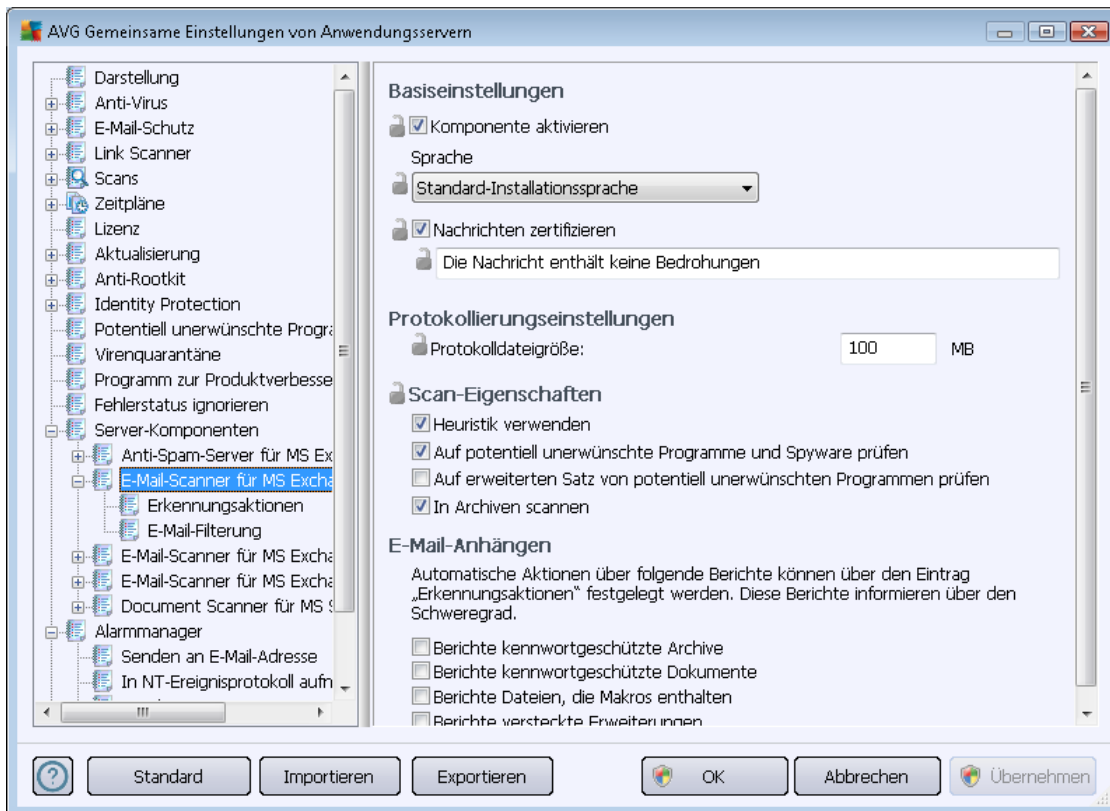 AVG Gemeinsame Einstellungen von Anwendungsservern
Darstellung
Anti-Virus
E-Mail-Schutz
Link Scanner
Scans
Zeitpläne
Lizenz
Aktualisierung
Anti-Rootkit
Identity Protection
Potentiell unerwünschte Progra
Virenquarantäne
Programm zur Produktverbesse
Fehlerstatus ignorieren
Server-Komponenten
Anti-Spam-Server für MS Ex
E-Mail-Scanner für MS Excha
Erkennungsaktionen
E-Mail-Filterung
E-Mail-Scanner für MS Excha
E-Mail-Scanner für MS Excha
Document Scanner für MS S
Alarmmanager
Senden an E-Mail-Adresse
In NT-Ereignisprotokoll aufn
Basiseinstellungen
Komponente aktivieren
Sprache
Standard-Installationssprache
Nachrichten zertifizieren
Die Nachricht enthält keine Bedrohungen
Protokollierungseinstellungen
Protokolldateigröße: 100 MB
Scan-Eigenschaften
Heuristik verwenden
Auf potentiell unerwünschte Programme und Spyware prüfen
Auf erweiterten Satz von potentiell unerwünschten Programmen prüfen
In Archiven scannen
E-Mail-Anhängen
Automatische Aktionen über folgende Berichte können über den Eintrag
„Erkennungsaktionen“ festgelegt werden. Diese Berichte informieren über den
Schweregrad.
Berichte kennwortgeschützte Archive
Berichte kennwortgeschützte Dokumente
Berichte Dateien, die Makros enthalten
Berichte versteckte Erweiterungen
Standard
Importieren
Exportieren
OK
Abbrechen
Übernehmen